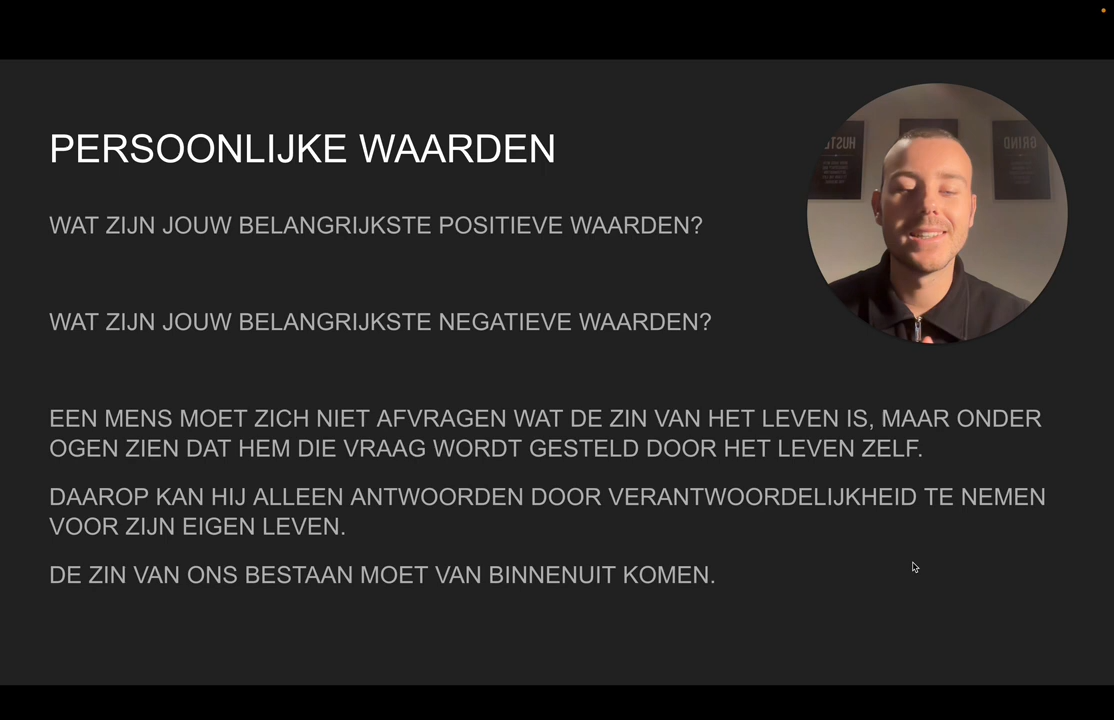 PERSOONLIJKE WAARDEN
WAT ZIJN JOUW BELANGRIJKSTE POSITIEVE WAARDEN?
WAT ZIJN JOUW BELANGRIJKSTE NEGATIEVE WAARDEN?
EEN MENS MOET ZICH NIET AFVRAGEN WAT DE ZIN VAN HET LEVEN IS, MAAR ONDER
OGEN ZIEN DAT HEM DIE VRAAG WORDT GESTELD DOOR HET LEVEN ZELF.
DAAROP KAN HIJ ALLEEN ANTWOORDEN DOOR VERANTWOORDELIJKHEID TE NEMEN
VOOR ZIJN EIGEN LEVEN.
DE ZIN VAN ONS BESTAAN MOET VAN BINNENUIT KOMEN.
GRIND